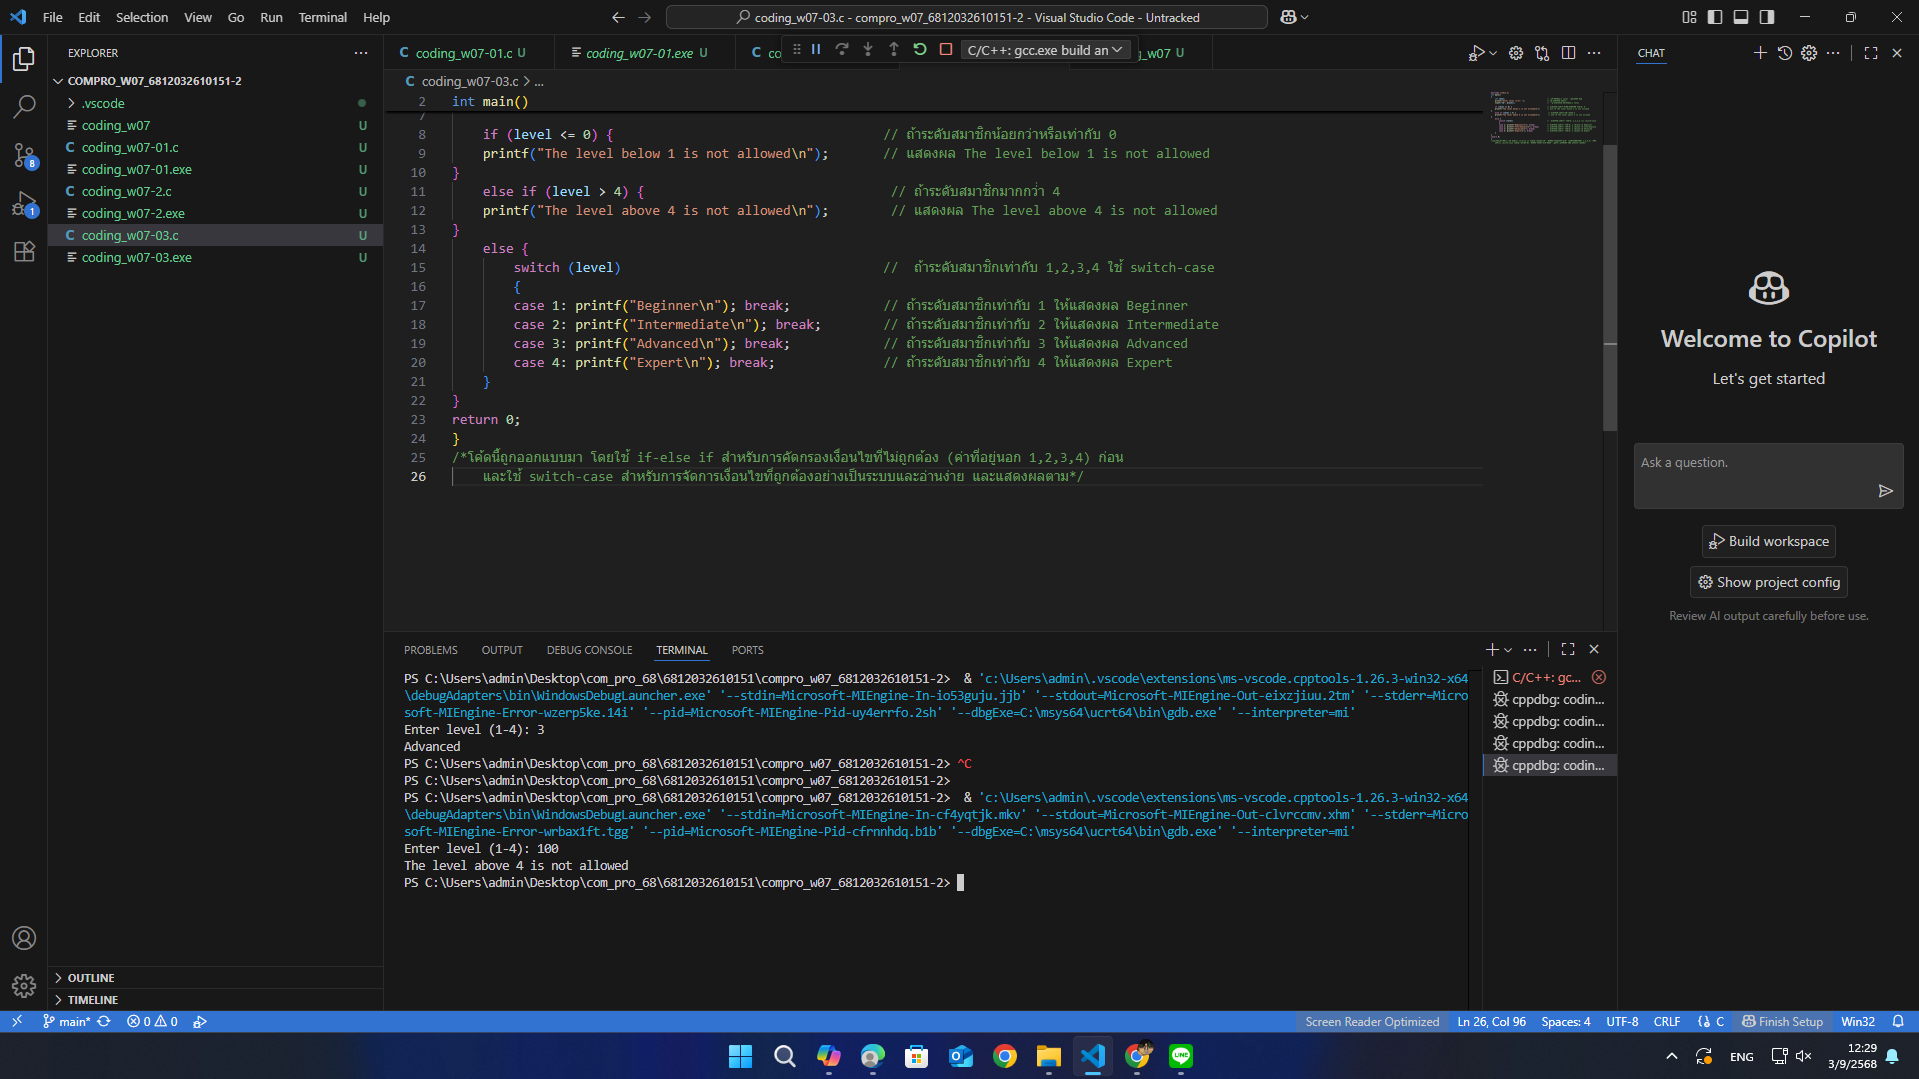 File Edit Selection View Go Run Terminal Help
coding_w07-03.c - compro_w07_6812032610151-2 - Visual Studio Code - Untracked
EXPLORER
COMPRO_W07_6812032610151-2
.vscode
coding_w07 U
coding_w07-01.c U
coding_w07-01.exe U
coding_w07-2.c U
coding_w07-2.exe U
coding_w07-03.c U
coding_w07-03.exe U
8
1
OUTLINE
TIMELINE
coding_w07-01.c U
coding_w07-01.exe U
C/C++: gcc.exe build an
_w07 U
coding_w07-03.c > ...
2 int main()
7
8 if (level <= 0) { // ถ้าระดับสมาชิกน้อยกว่าหรือเท่ากับ 0
9 printf("The level below 1 is not allowed\n"); // แสดงผล The level below 1 is not allowed
10 }
11 else if (level > 4) { // ถ้าระดับสมาชิกมากกว่า 4
12 printf("The level above 4 is not allowed\n"); // แสดงผล The level above 4 is not allowed
13 }
14 else {
15 switch (level) // ถ้าระดับสมาชิกเท่ากับ 1,2,3,4 ใช้ switch-case
16 {
17 case 1: printf("Beginner\n"); break; // ถ้าระดับสมาชิกเท่ากับ 1 ให้แสดงผล Beginner
18 case 2: printf("Intermediate\n"); break; // ถ้าระดับสมาชิกเท่ากับ 2 ให้แสดงผล Intermediate
19 case 3: printf("Advanced\n"); break; // ถ้าระดับสมาชิกเท่ากับ 3 ให้แสดงผล Advanced
20 case 4: printf("Expert\n"); break; // ถ้าระดับสมาชิกเท่ากับ 4 ให้แสดงผล Expert
21 }
22 }
23 return 0;
24 }
25 /*โค้ดนี้ถูกออกแบบมา โดยใช้ if-else if สำหรับการคัดกรองเงื่อนไขที่ไม่ถูกต้อง (ค่าที่อยู่นอก 1,2,3,4) ก่อน
26 และใช้ switch-case สำหรับการจัดการเงื่อนไขที่ถูกต้องอย่างเป็นระบบและอ่านง่าย และแสดงผลตาม*/
PROBLEMS OUTPUT DEBUG CONSOLE TERMINAL PORTS
PS C:\Users\admin\Desktop\com_pro_68\6812032610151\compro_w07_6812032610151-2> & 'c:\Users\admin\.vscode\extensions\ms-vscode.cpptools-1.26.3-win32-x64
\debugAdapters\bin\WindowsDebugLauncher.exe' '--stdin=Microsoft-MIEngine-In-io53guju.jjb' '--stdout=Microsoft-MIEngine-Out-eixzjiuu.2tm' '--stderr=Micro
soft-MIEngine-Error-wzerp5ke.14i' '--pid=Microsoft-MIEngine-Pid-uy4errfo.2sh' '--dbgExe=C:\msys64\ucrt64\bin\gdb.exe' '--interpreter=mi'
Enter level (1-4): 3
Advanced
PS C:\Users\admin\Desktop\com_pro_68\6812032610151\compro_w07_6812032610151-2> ^C
PS C:\Users\admin\Desktop\com_pro_68\6812032610151\compro_w07_6812032610151-2>
PS C:\Users\admin\Desktop\com_pro_68\6812032610151\compro_w07_6812032610151-2> & 'c:\Users\admin\.vscode\extensions\ms-vscode.cpptools-1.26.3-win32-x64
\debugAdapters\bin\WindowsDebugLauncher.exe' '--stdin=Microsoft-MIEngine-In-cf4yqtjk.mkv' '--stdout=Microsoft-MIEngine-Out-clvrccmv.xhm' '--stderr=Micro
soft-MIEngine-Error-wrbax1ft.tgg' '--pid=Microsoft-MIEngine-Pid-cfrnnhdq.b1b' '--dbgExe=C:\msys64\ucrt64\bin\gdb.exe' '--interpreter=mi'
Enter level (1-4): 100
The level above 4 is not allowed
PS C:\Users\admin\Desktop\com_pro_68\6812032610151\compro_w07_6812032610151-2>
C/C++: gc...
cppdbg: codin...
cppdbg: codin...
cppdbg: codin...
cppdbg: codin...
CHAT
Welcome to Copilot
Let's get started
Ask a question.
Build workspace
Show project config
Review AI output carefully before use.
main* 0 0
Screen Reader Optimized Ln 26, Col 96 Spaces: 4 UTF-8 CRLF {} C Finish Setup Win32
ENG
12:29
3/9/2568